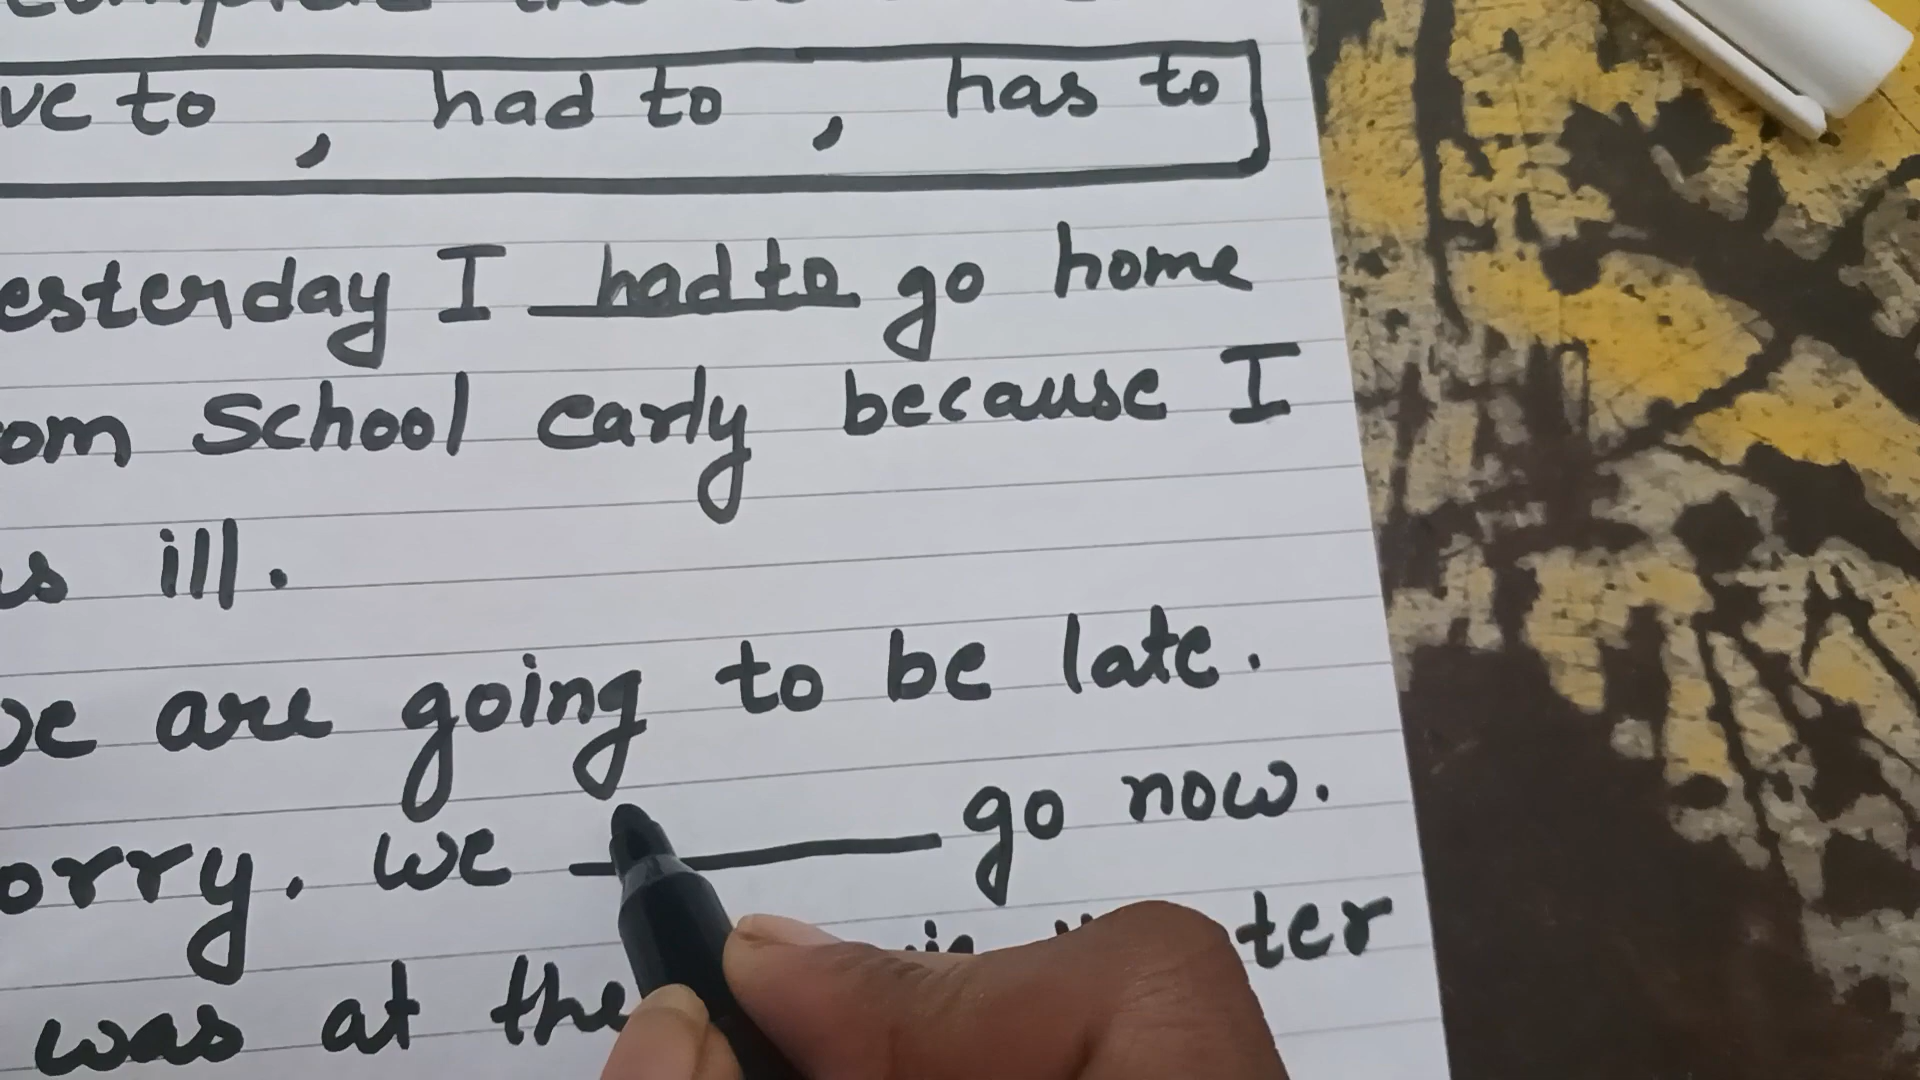 ve to , had to , has to
esterday I had to go home
om school early because I
s ill.
e are going to be late.
orry. we ____ go now.
ter
was at the